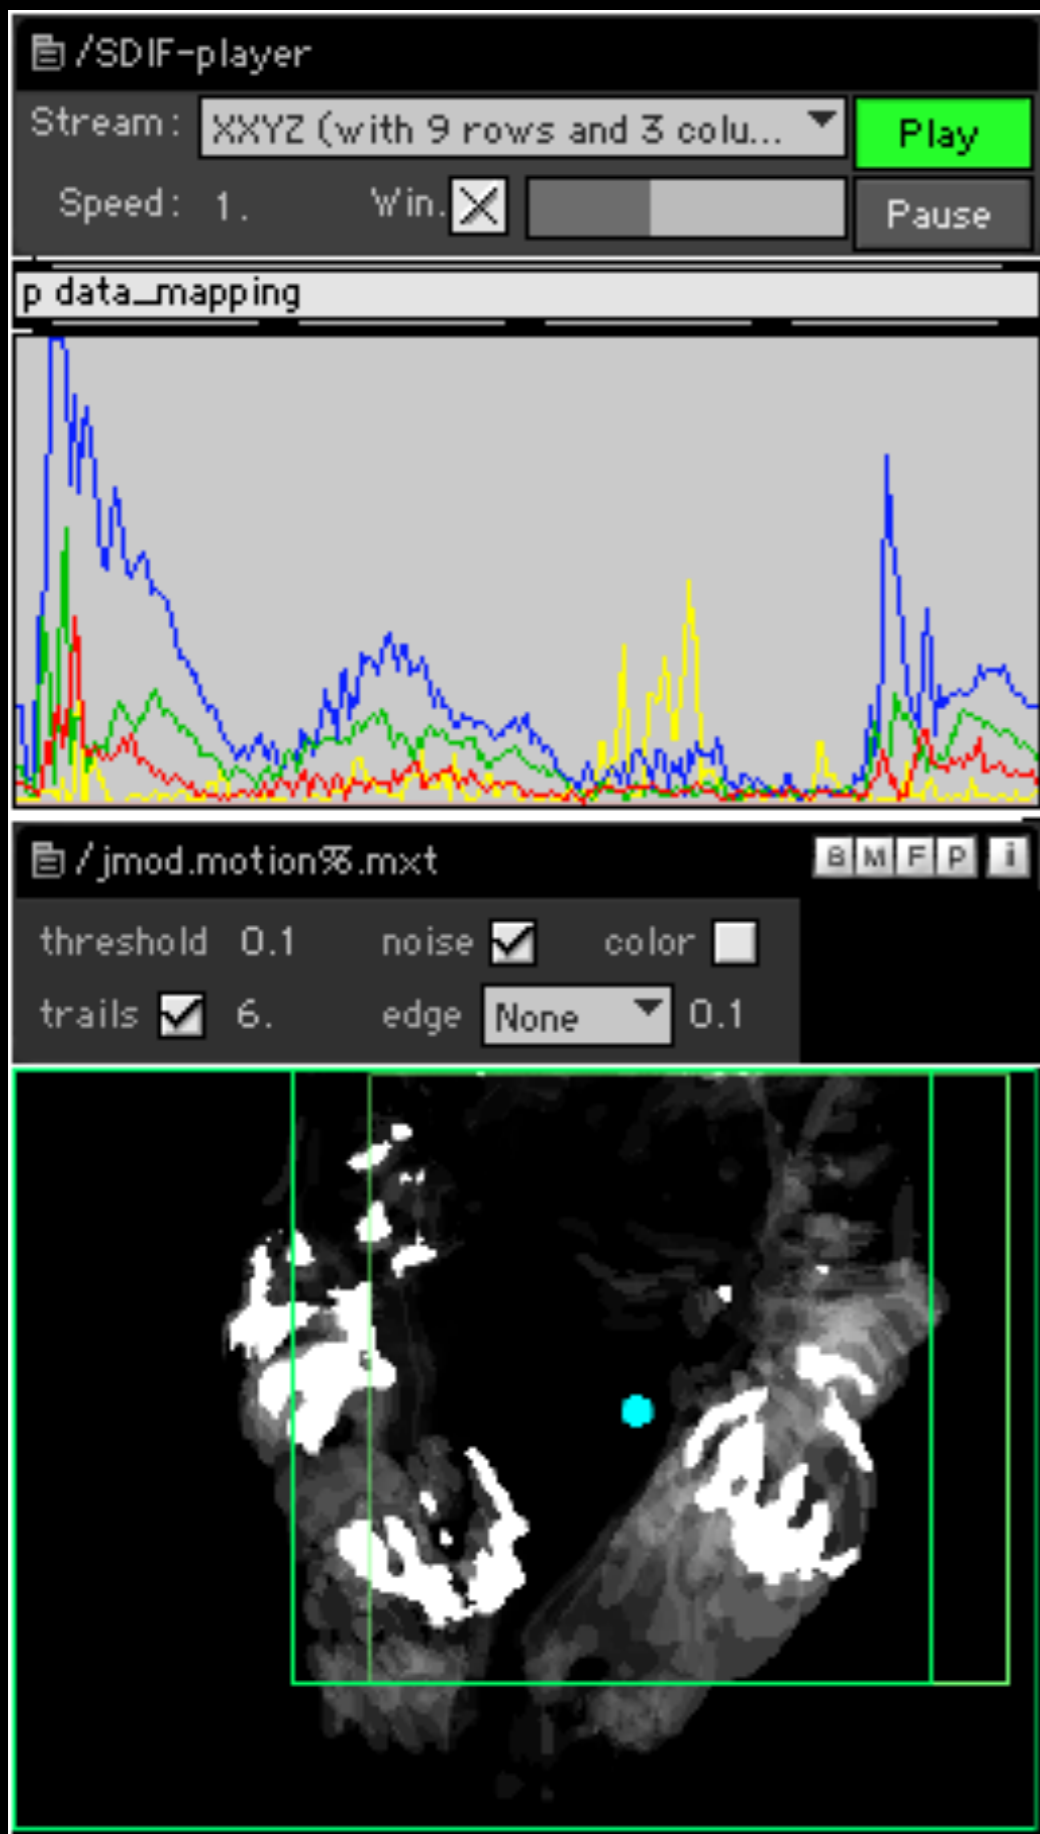 /SDIF-player
Stream: XXYZ (with 9 rows and 3 colu... Play
Speed: 1. Win. Pause
p data_mapping
/jmod.motion%.mxt B M F P i
threshold 0.1 noise color
trails 6. edge None 0.1